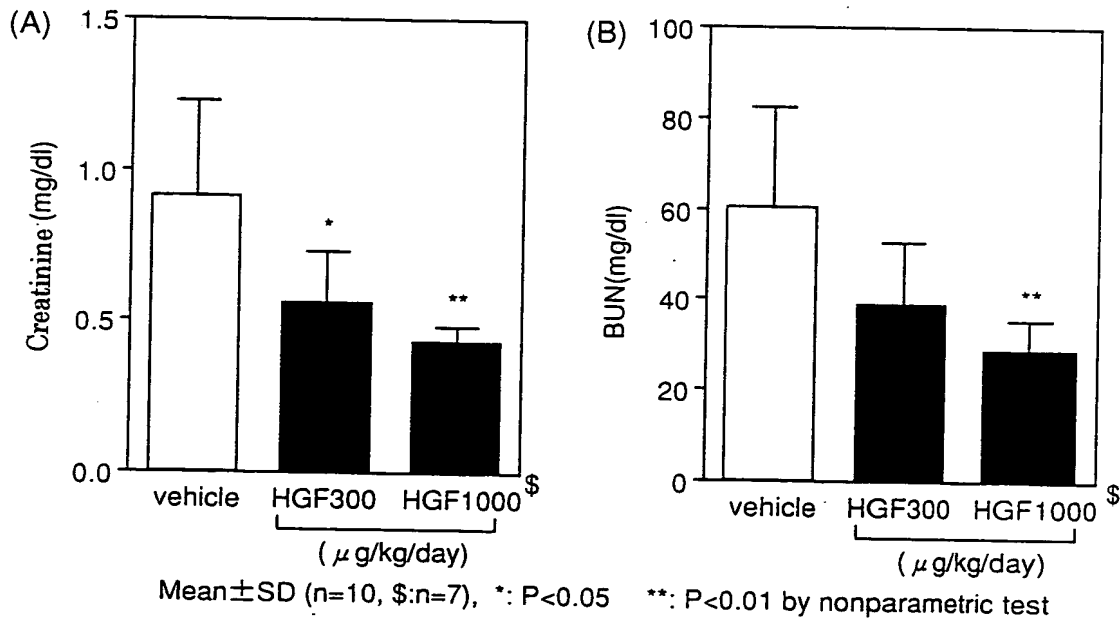 (A)
1.5
1.0
0.5
0.0
Creatinine (mg/dl)
*
**
vehicle HGF300 HGF1000 $
(μg/kg/day)
(B)
100
80
60
40
20
0
BUN(mg/dl)
**
vehicle HGF300 HGF1000 $
(μg/kg/day)
Mean±SD (n=10, $:n=7), *: P<0.05 **: P<0.01 by nonparametric test